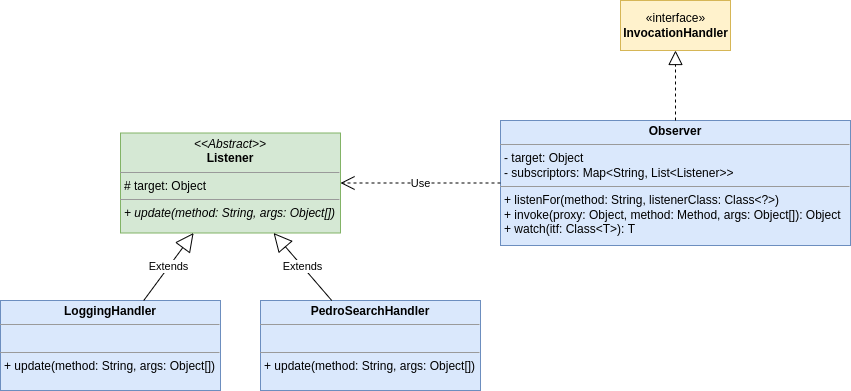 «interface»
InvocationHandler
Observer
- target: Object
- subscriptors: Map<String, List<Listener>>
+ listenFor(method: String, listenerClass: Class<?>)
+ invoke(proxy: Object, method: Method, args: Object[]): Object
+ watch(itf: Class<T>): T
<<Abstract>>
Listener
# target: Object
+ update(method: String, args: Object[])
Use
Extends
Extends
LoggingHandler
+ update(method: String, args: Object[])
PedroSearchHandler
+ update(method: String, args: Object[])